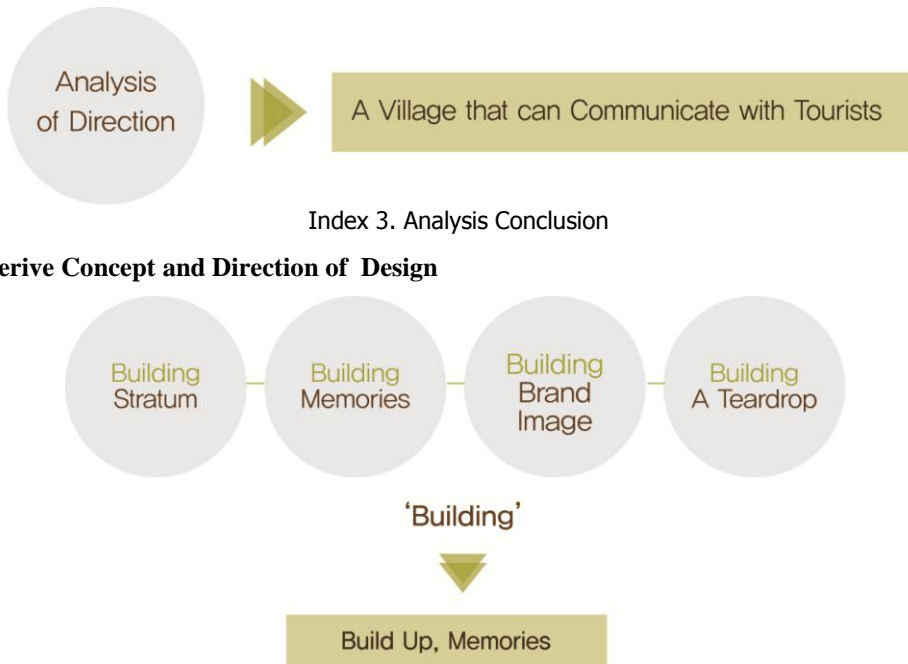 Analysis
of Direction
A Village that can Communicate with Tourists
Index 3. Analysis Conclusion
erive Concept and Direction of Design
Building
Stratum
Building
Memories
Building
Brand
Image
Building
A Teardrop
‘Building’
Build Up, Memories